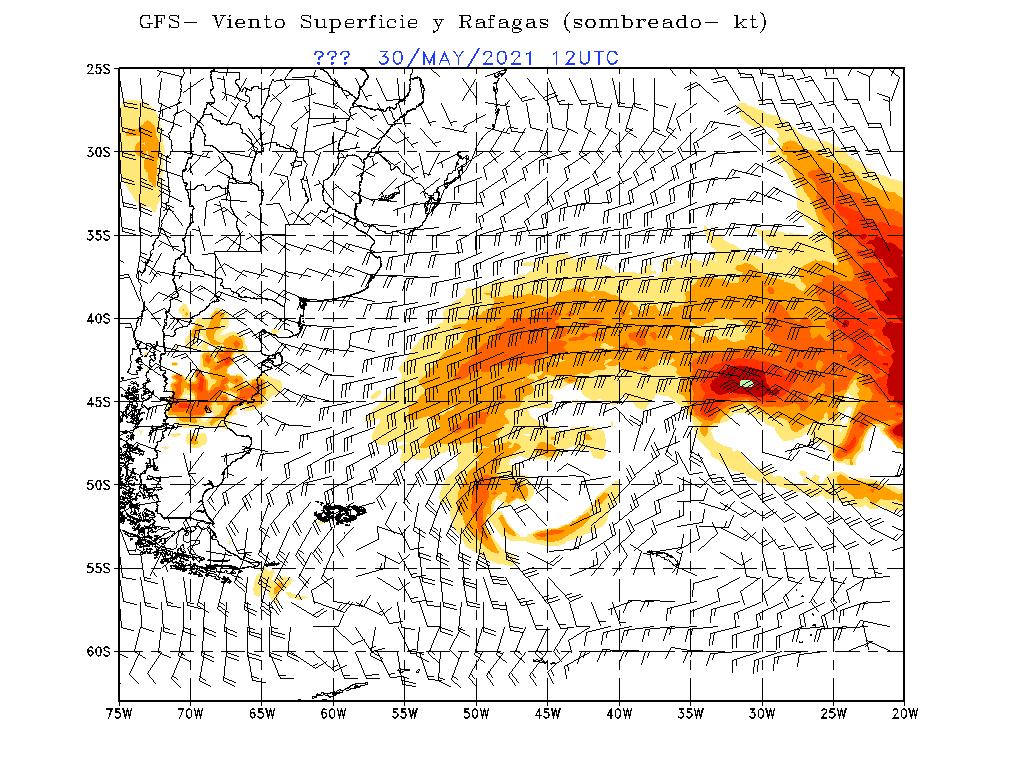 GFS− Viento Superficie y Rafagas (sombreado− kt)
??? 30/MAY/2021 12UTC
25S
30S
35S
40S
45S
50S
55S
60S
75W 70W 65W 60W 55W 50W 45W 40W 35W 30W 25W 20W